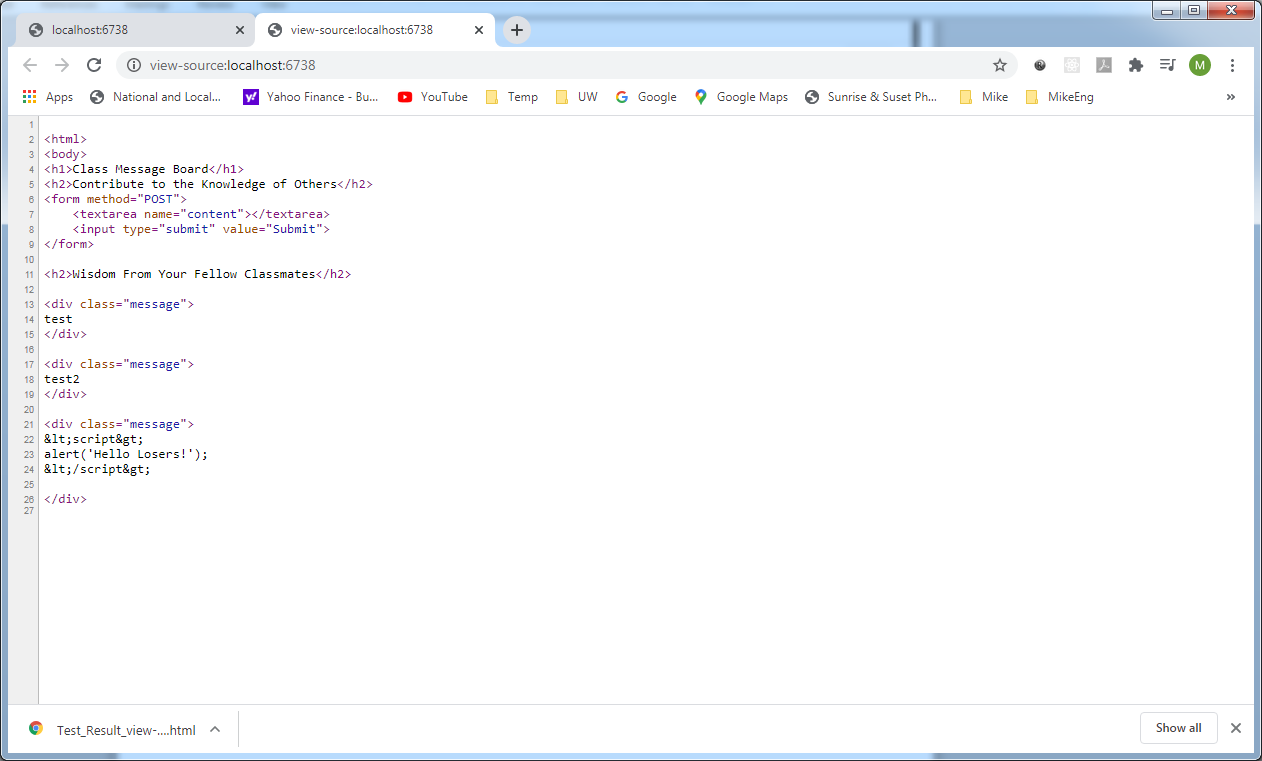 localhost:6738
view-source:localhost:6738
view-source:localhost:6738
M
Apps
National and Local...
Yahoo Finance - Bu...
YouTube
Temp
UW
Google
Google Maps
Sunrise & Suset Ph...
Mike
MikeEng
»
1
2 <html>
3 <body>
4 <h1>Class Message Board</h1>
5 <h2>Contribute to the Knowledge of Others</h2>
6 <form method="POST">
7     <textarea name="content"></textarea>
8     <input type="submit" value="Submit">
9 </form>
10
11 <h2>Wisdom From Your Fellow Classmates</h2>
12
13 <div class="message">
14 test
15 </div>
16
17 <div class="message">
18 test2
19 </div>
20
21 <div class="message">
22 &lt;script&gt;
23 alert('Hello Losers!');
24 &lt;/script&gt;
25
26 </div>
27
Test_Result_view-....html
Show all